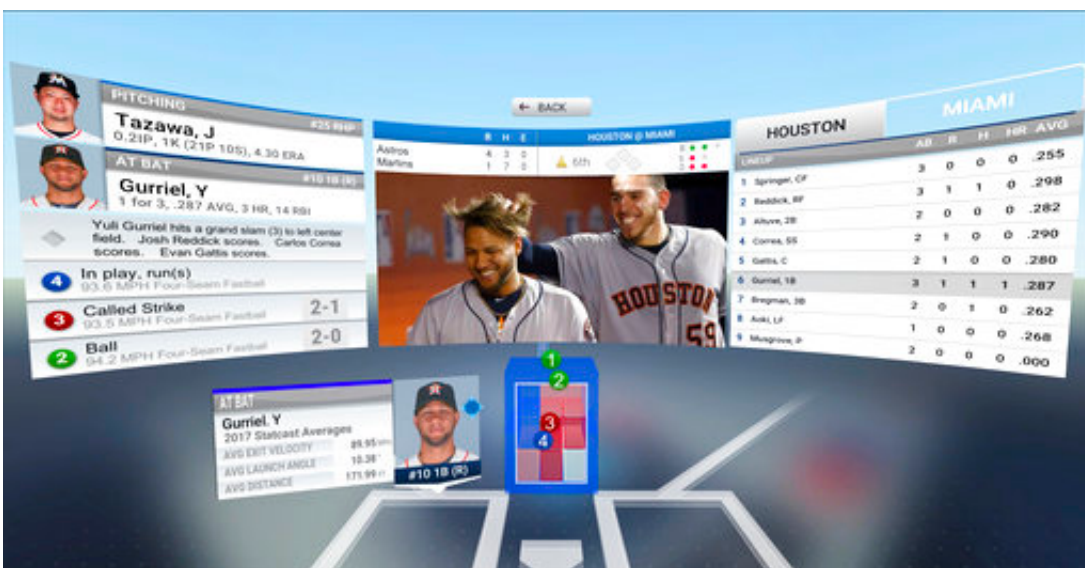 ← BACK
PITCHING
#25 RHP
Tazawa, J
0.2IP, 1K (21P 10S), 4.30 ERA
AT BAT
#10 1B (R)
Gurriel, Y
1 for 3, .287 AVG, 3 HR, 14 RBI
Yuli Gurriel hits a grand slam (3) to left center
field. Josh Reddick scores. Carlos Correa
scores. Evan Gattis scores.
4 In play, run(s)
93.6 MPH Four-Seam Fastball
3 Called Strike 2-1
93.5 MPH Four-Seam Fastball
2 Ball 2-0
94.2 MPH Four-Seam Fastball
R H E HOUSTON @ MIAMI
Astros 4 3 0
Marlins 1 7 0
6th
HOUSTON
59
HOUSTON MIAMI
LINEUP AB R H HR AVG
1 Springer, CF 3 0 0 0 .255
2 Reddick, RF 3 1 1 0 .298
3 Altuve, 2B 2 0 0 0 .282
4 Correa, SS 2 1 0 0 .290
5 Gattis, C 2 1 0 0 .280
6 Gurriel, 1B 3 1 1 1 .287
7 Bregman, 3B 2 0 1 0 .262
8 Aoki, LF 1 0 0 0 .268
9 Musgrove, P 2 0 0 0 .000
1
2
3
4
AT BAT
Gurriel, Y
2017 Statcast Averages
AVG EXIT VELOCITY 89.95
AVG LAUNCH ANGLE 10.38°
AVG DISTANCE 171.99
#10 1B (R)